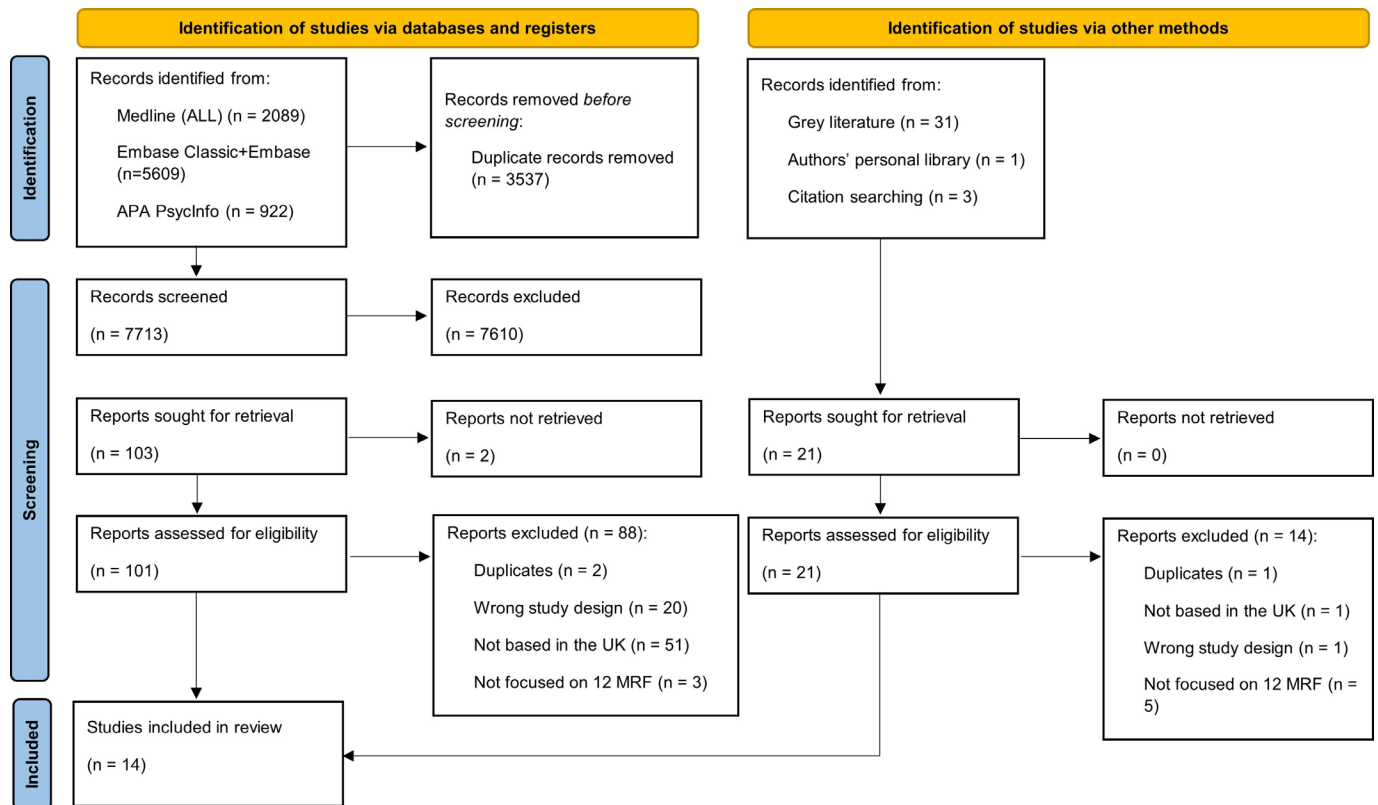 Identification of studies via databases and registers
Identification of studies via other methods
Identification
Records identified from:
Medline (ALL) (n = 2089)
Embase Classic+Embase
(n=5609)
APA PsycInfo (n = 922)
Records removed before
screening:
Duplicate records removed
(n = 3537)
Records identified from:
Grey literature (n = 31)
Authors' personal library (n = 1)
Citation searching (n = 3)
Screening
Records screened
(n = 7713)
Records excluded
(n = 7610)
Reports sought for retrieval
(n = 103)
Reports not retrieved
(n = 2)
Reports sought for retrieval
(n = 21)
Reports not retrieved
(n = 0)
Reports assessed for eligibility
(n = 101)
Reports excluded (n = 88):
Duplicates (n = 2)
Wrong study design (n = 20)
Not based in the UK (n = 51)
Not focused on 12 MRF (n = 3)
Reports assessed for eligibility
(n = 21)
Reports excluded (n = 14):
Duplicates (n = 1)
Not based in the UK (n = 1)
Wrong study design (n = 1)
Not focused on 12 MRF (n =
5)
Included
Studies included in review
(n = 14)